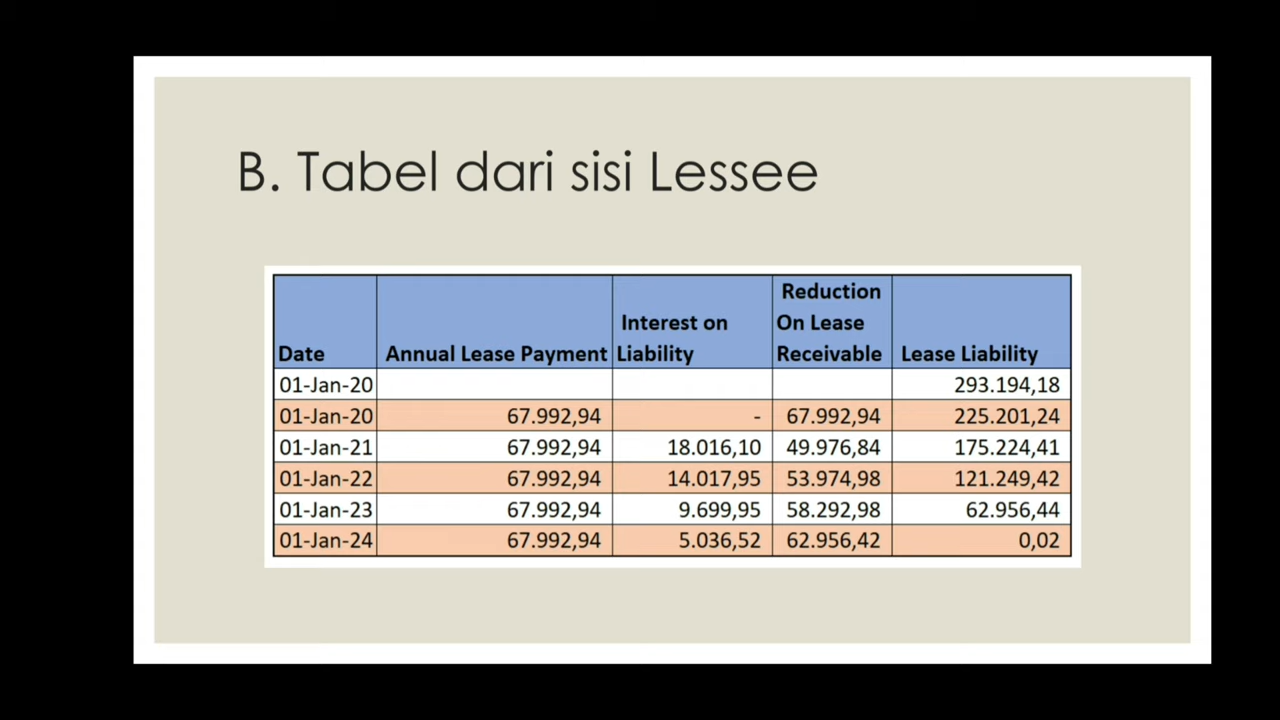 B. Tabel dari sisi Lessee
Date Annual Lease Payment Interest on Liability Reduction On Lease Receivable Lease Liability
01-Jan-20 293.194,18
01-Jan-20 67.992,94 - 67.992,94 225.201,24
01-Jan-21 67.992,94 18.016,10 49.976,84 175.224,41
01-Jan-22 67.992,94 14.017,95 53.974,98 121.249,42
01-Jan-23 67.992,94 9.699,95 58.292,98 62.956,44
01-Jan-24 67.992,94 5.036,52 62.956,42 0,02